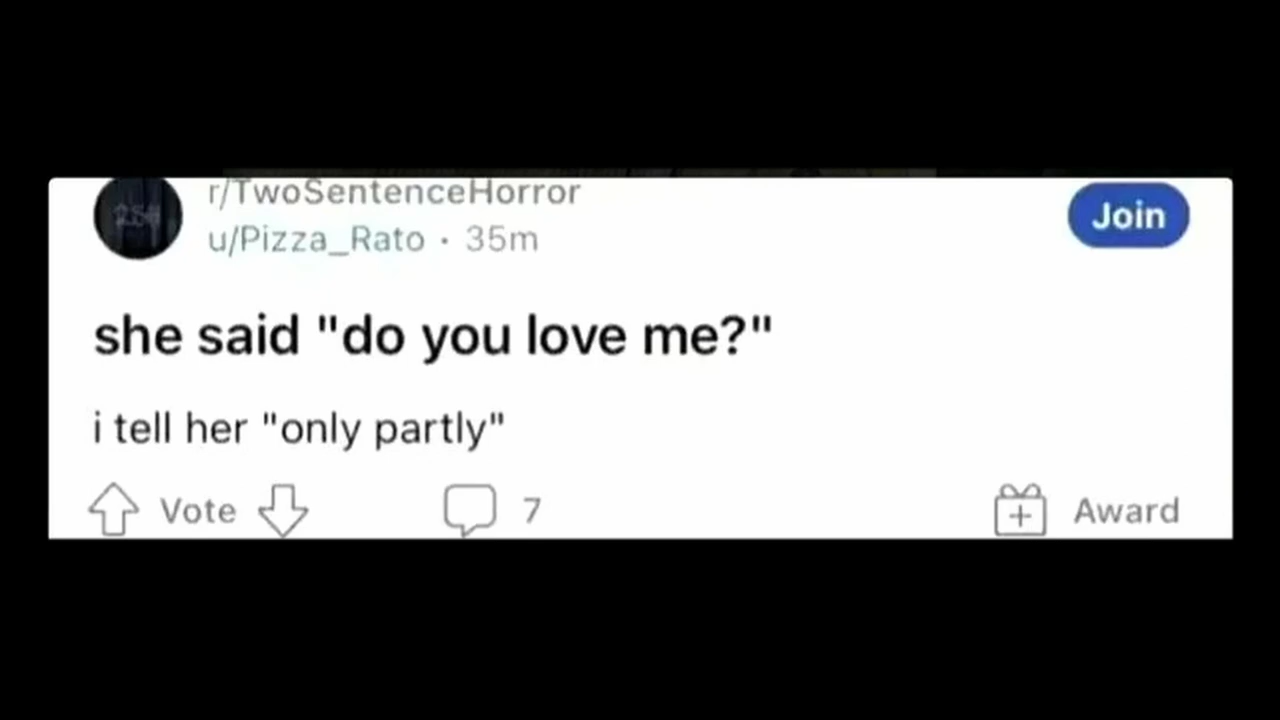 r/TwoSentenceHorror
u/Pizza_Rato · 35m
Join
she said "do you love me?"
i tell her "only partly"
Vote
7
Award